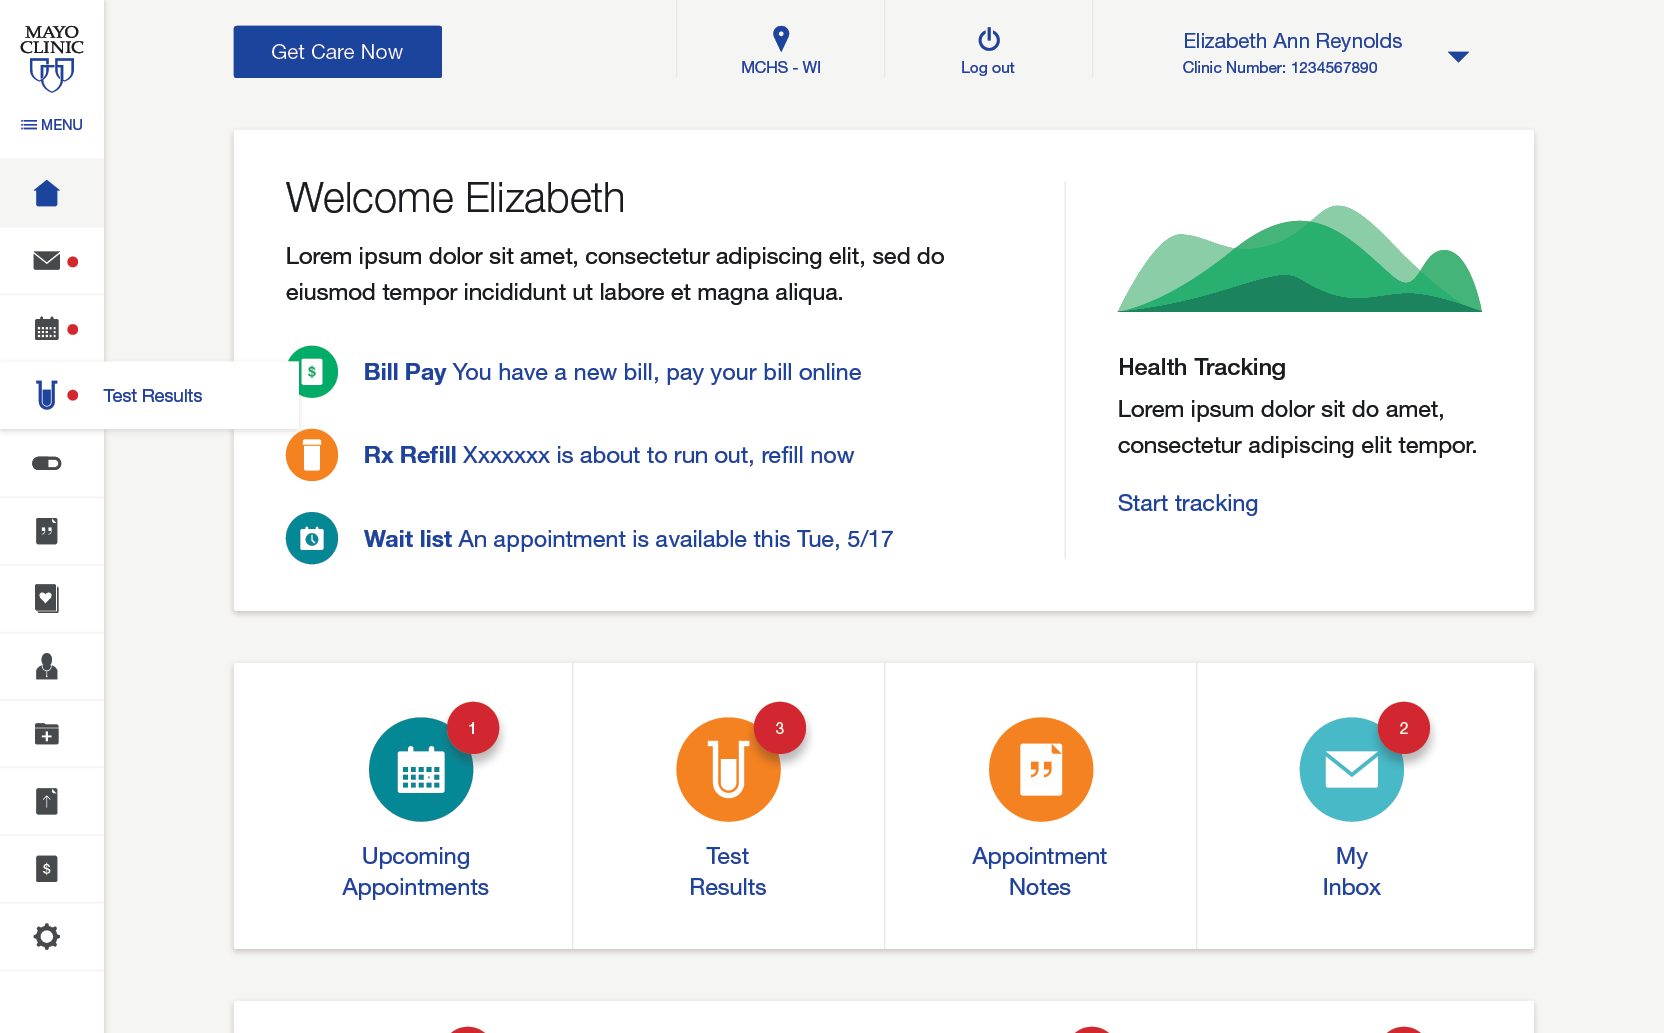 MAYO
CLINIC
MENU
Get Care Now
MCHS - WI
Log out
Elizabeth Ann Reynolds
Clinic Number: 1234567890
Welcome Elizabeth
Lorem ipsum dolor sit amet, consectetur adipiscing elit, sed do
eiusmod tempor incididunt ut labore et magna aliqua.
$
Bill Pay You have a new bill, pay your bill online
Test Results
Rx Refill Xxxxxxx is about to run out, refill now
Wait list An appointment is available this Tue, 5/17
Health Tracking
Lorem ipsum dolor sit do amet,
consectetur adipiscing elit tempor.
Start tracking
1
Upcoming
Appointments
3
Test
Results
Appointment
Notes
2
My
Inbox
$